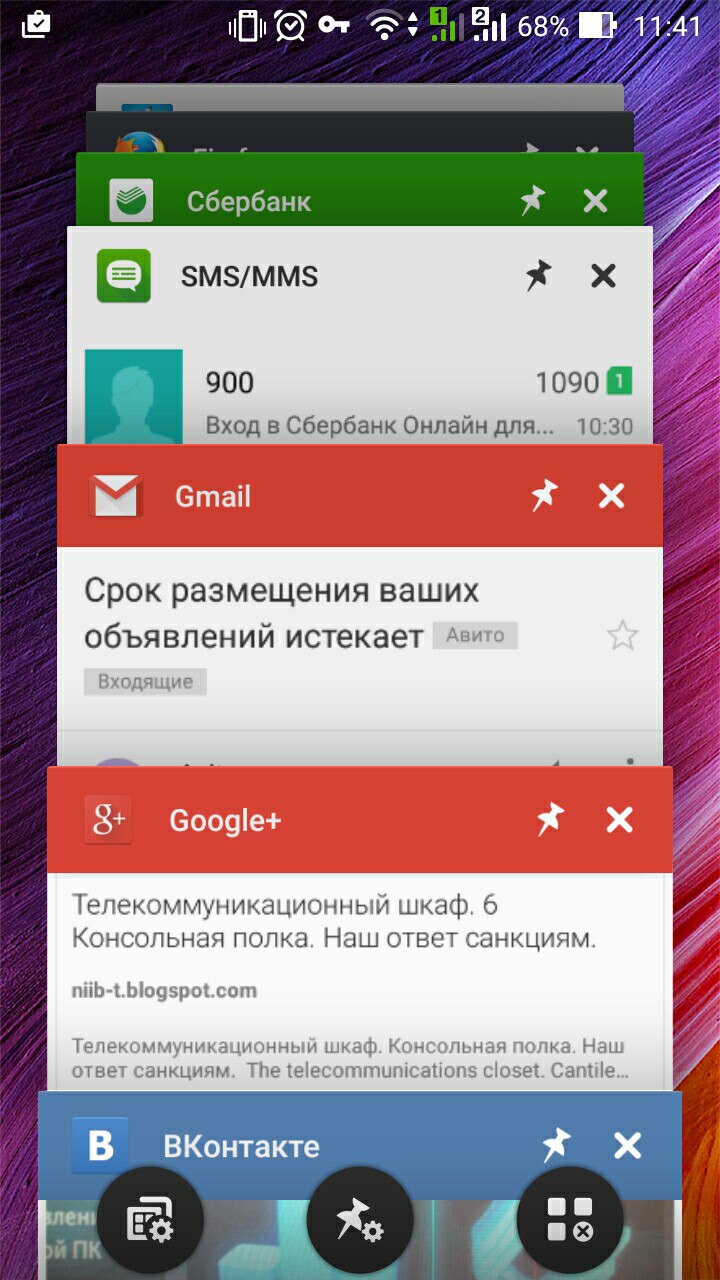 1 2 68% 11:41
Сбербанк
SMS/MMS
900 1090 1
Вход в Сбербанк Онлайн для... 10:30
Gmail
Срок размещения ваших
объявлений истекает Авито
Входящие
g+ Google+
Телекоммуникационный шкаф. 6
Консольная полка. Наш ответ санкциям.
niib-t.blogspot.com
Телекоммуникационный шкаф. Консольная полка. Наш
ответ санкциям. The telecommunications closet. Cantile...
B ВКонтакте
ой ПК